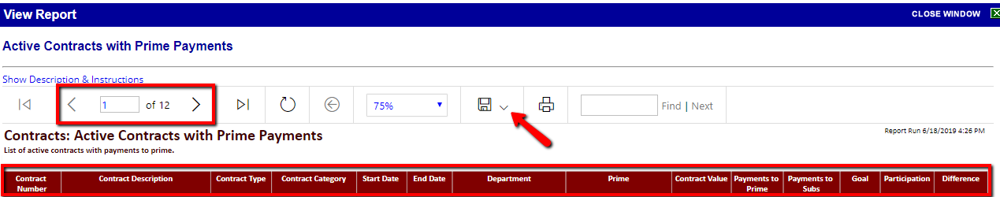 View Report
CLOSE WINDOW
Active Contracts with Prime Payments
Show Description & Instructions
1 of 12 75% Find | Next
Contracts: Active Contracts with Prime Payments
Report Run 6/18/2019 4:26 PM
List of active contracts with payments to prime.
Contract Number Contract Description Contract Type Contract Category Start Date End Date Department Prime Contract Value Payments to Prime Payments to Subs Goal Participation Difference